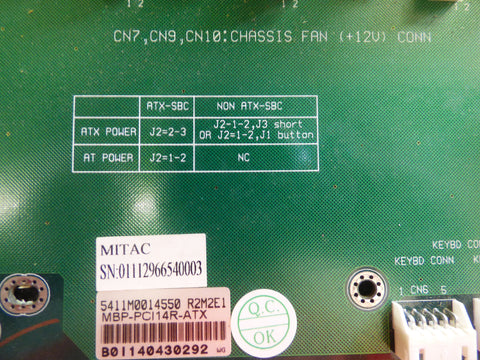 CN7,CN9,CN10:CHASSIS FAN (+12V) CONN
ATX-SBC NON ATX-SBC
ATX POWER J2=2-3 J2-1-2,J3 short
OR J2=1-2,J1 button
AT POWER J2=1-2 NC
MITAC
SN:01112966540003
5411M0014550 R2M2E1
MBP-PCI14R-ATX
B01140430292
Q.C.
OK
KEYBD CONN
KEYBD CO
1 CN6 5